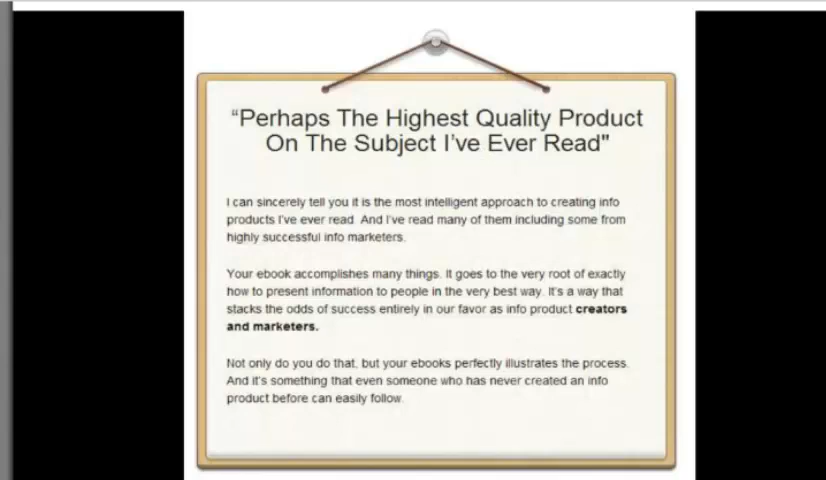 “Perhaps The Highest Quality Product
On The Subject I’ve Ever Read"
I can sincerely tell you it is the most intelligent approach to creating info
products I've ever read. And I've read many of them including some from
highly successful info marketers.
Your ebook accomplishes many things. It goes to the very root of exactly
how to present information to people in the very best way. It's a way that
stacks the odds of success entirely in our favor as info product creators
and marketers.
Not only do you do that, but your ebooks perfectly illustrates the process.
And it's something that even someone who has never created an info
product before can easily follow.